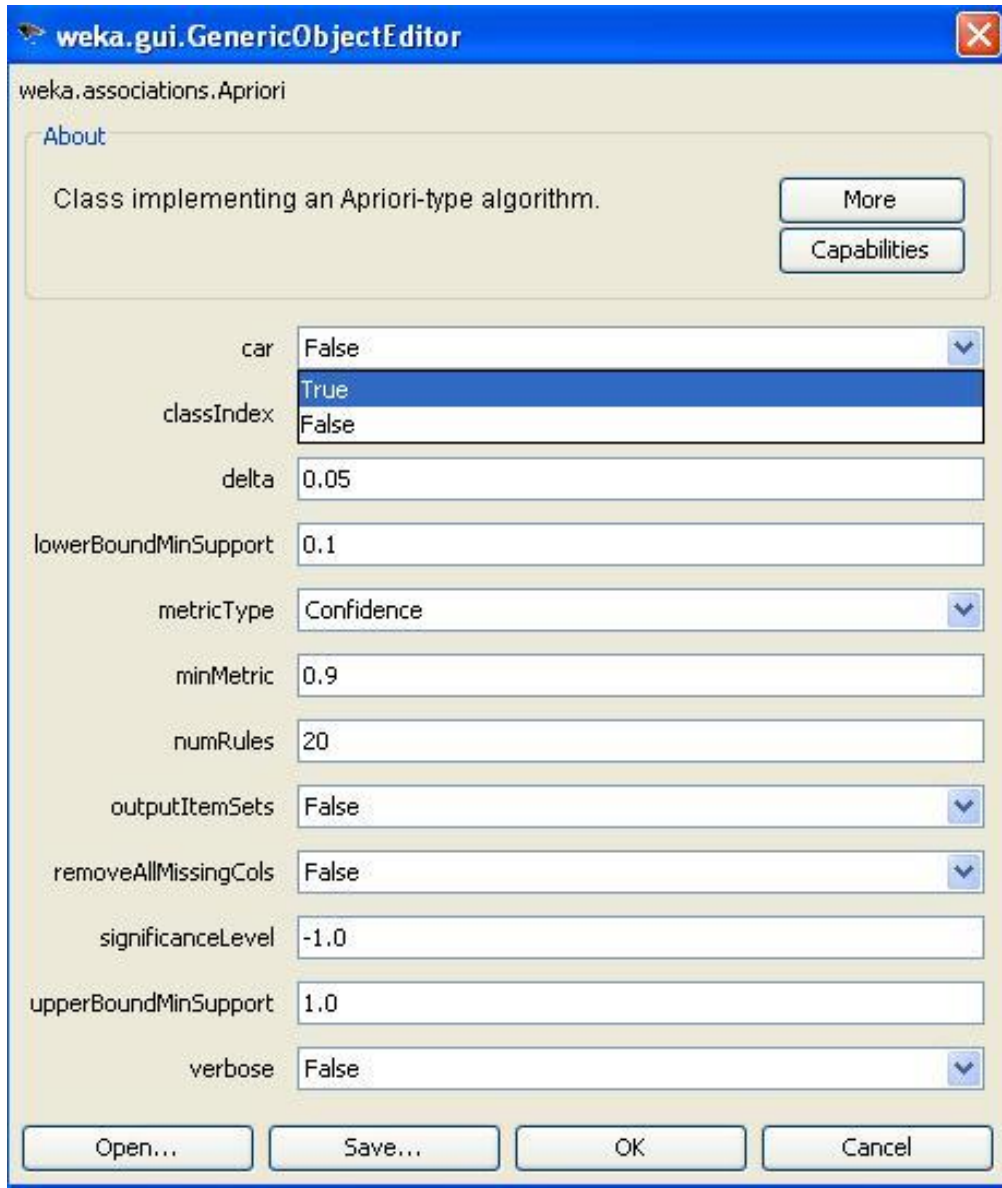 weka.gui.GenericObjectEditor
weka.associations.Apriori
About
Class implementing an Apriori-type algorithm.
More
Capabilities
car False
True
classIndex
False
delta 0.05
lowerBoundMinSupport 0.1
metricType Confidence
minMetric 0.9
numRules 20
outputItemSets False
removeAllMissingCols False
significanceLevel -1.0
upperBoundMinSupport 1.0
verbose False
Open... Save... OK Cancel